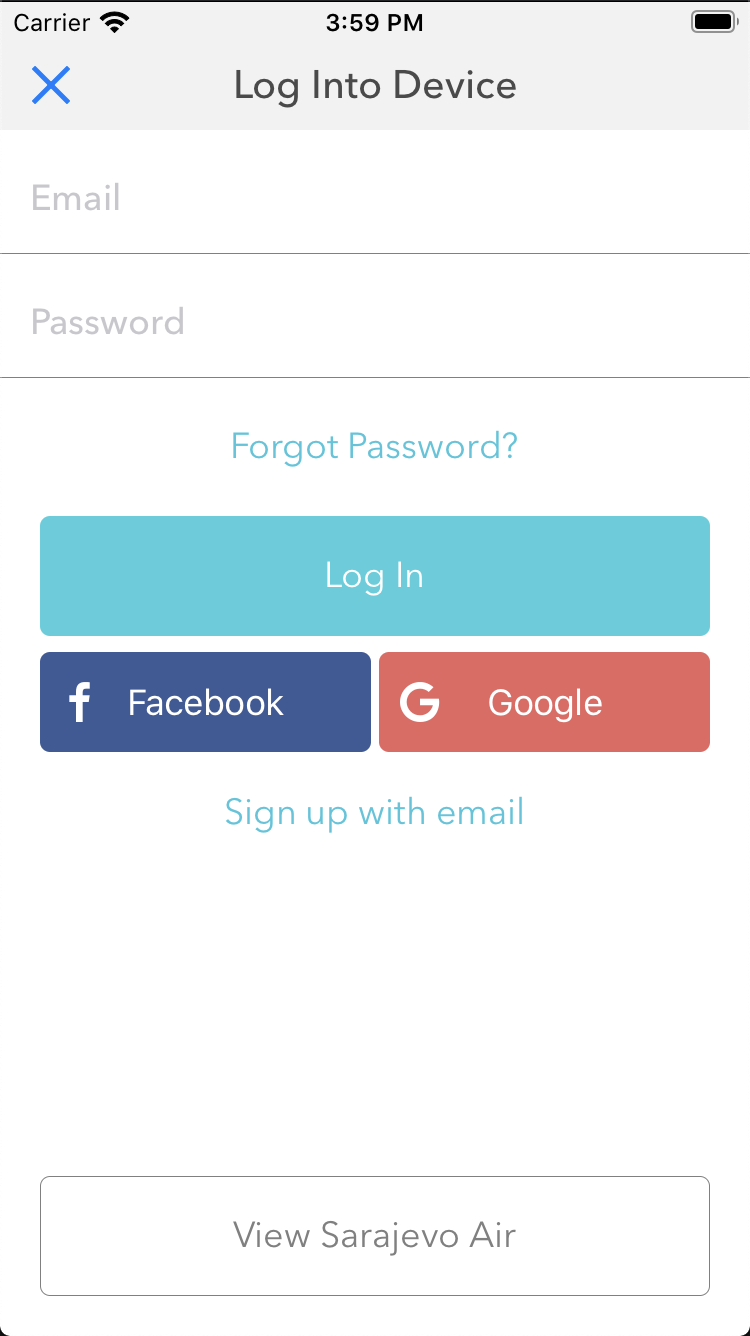 Carrier 3:59 PM
Log Into Device
Email
Password
Forgot Password?
Log In
Facebook Google
Sign up with email
View Sarajevo Air